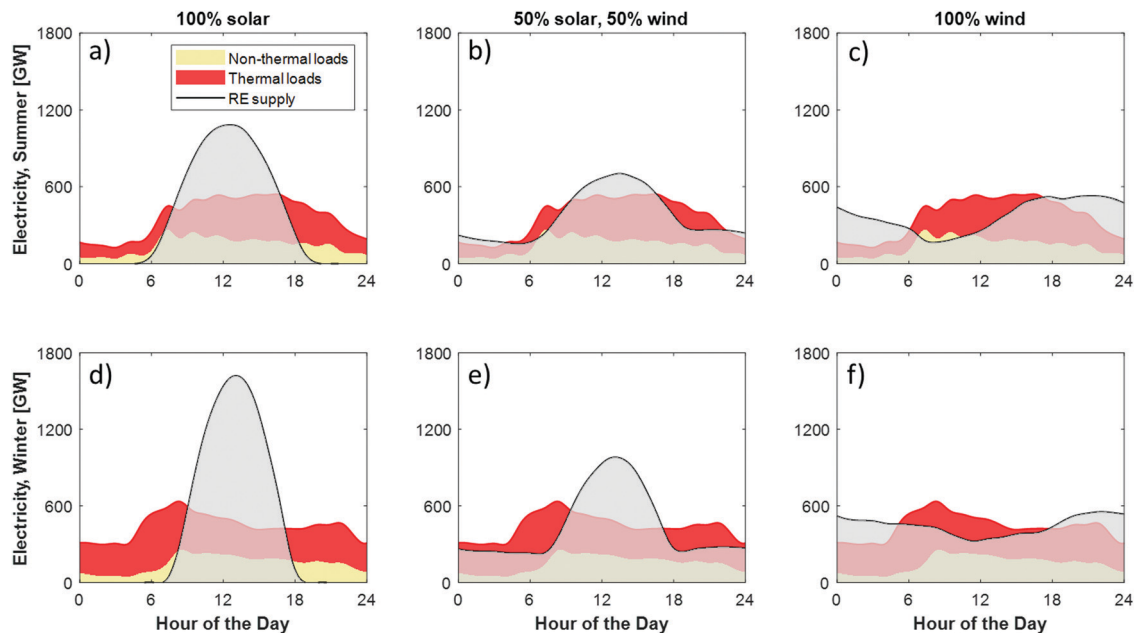 100% solar
50% solar, 50% wind
100% wind
Electricity, Summer [GW]
1800
1200
600
0
a)
Non-thermal loads
Thermal loads
RE supply
0 6 12 18 24
1800
1200
600
0
b)
0 6 12 18 24
1800
1200
600
0
c)
0 6 12 18 24
Electricity, Winter [GW]
1800
1200
600
0
d)
0 6 12 18 24
Hour of the Day
1800
1200
600
0
e)
0 6 12 18 24
Hour of the Day
1800
1200
600
0
f)
0 6 12 18 24
Hour of the Day